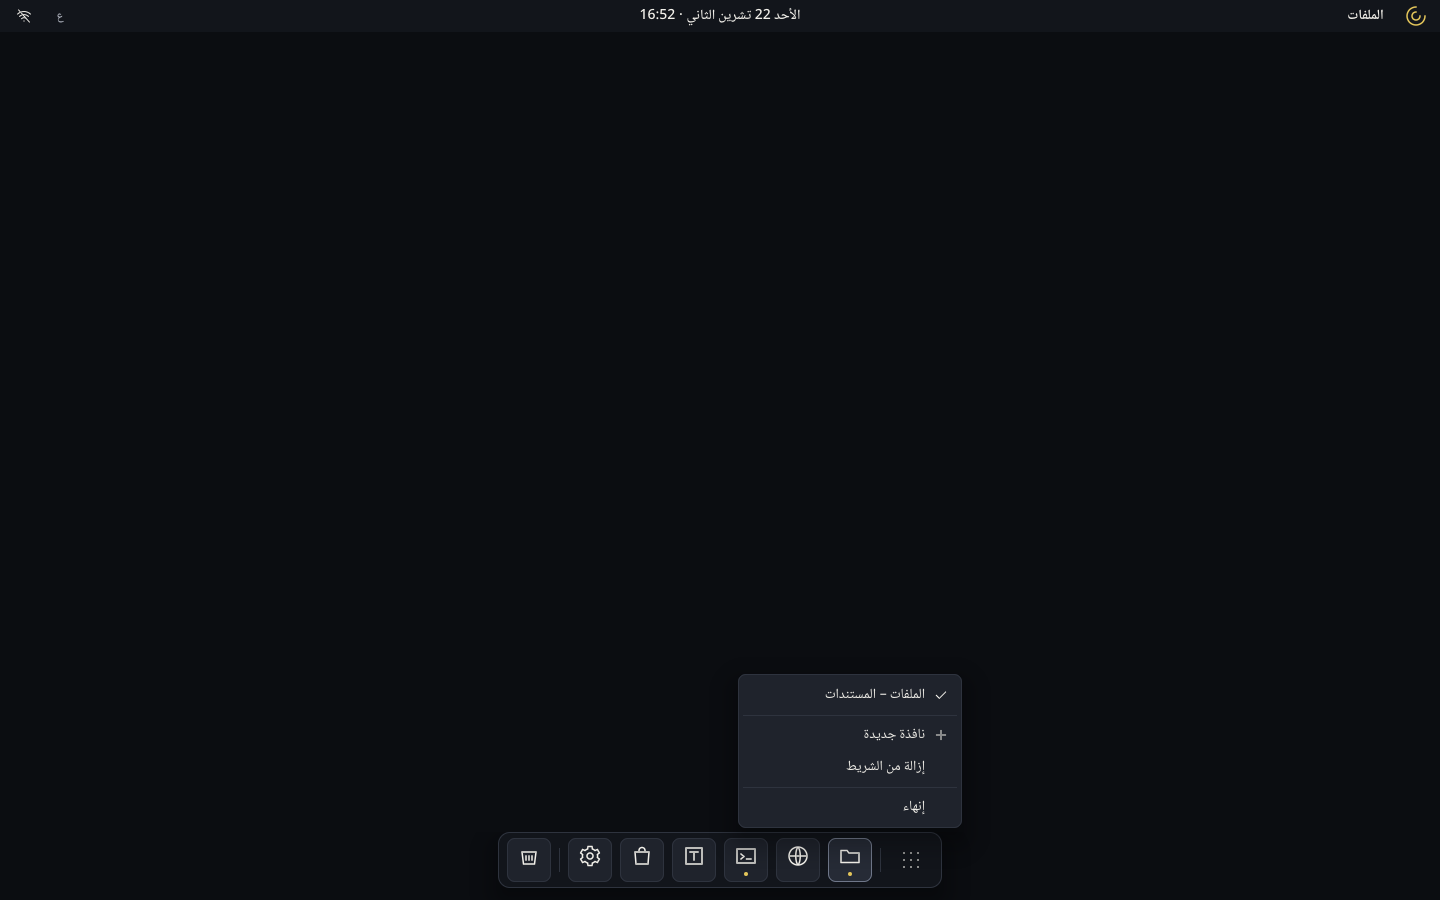 الملفات
الأحد 22 تشرين الثاني · 16:52
ع
الملفات – المستندات
نافذة جديدة
إزالة من الشريط
إنهاء